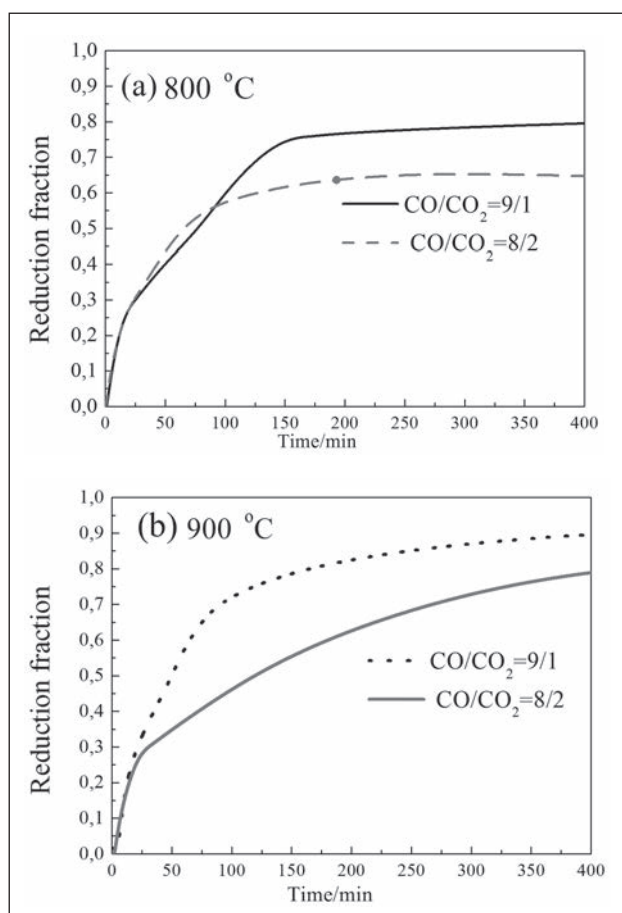 (a) 800 °C
Reduction fraction
1,0
0,9
0,8
0,7
0,6
0,5
0,4
0,3
0,2
0,1
0,0
CO/CO₂=9/1
CO/CO₂=8/2
0 50 100 150 200 250 300 350 400
Time/min
(b) 900 °C
Reduction fraction
1,0
0,9
0,8
0,7
0,6
0,5
0,4
0,3
0,2
0,1
0,0
CO/CO₂=9/1
CO/CO₂=8/2
0 50 100 150 200 250 300 350 400
Time/min